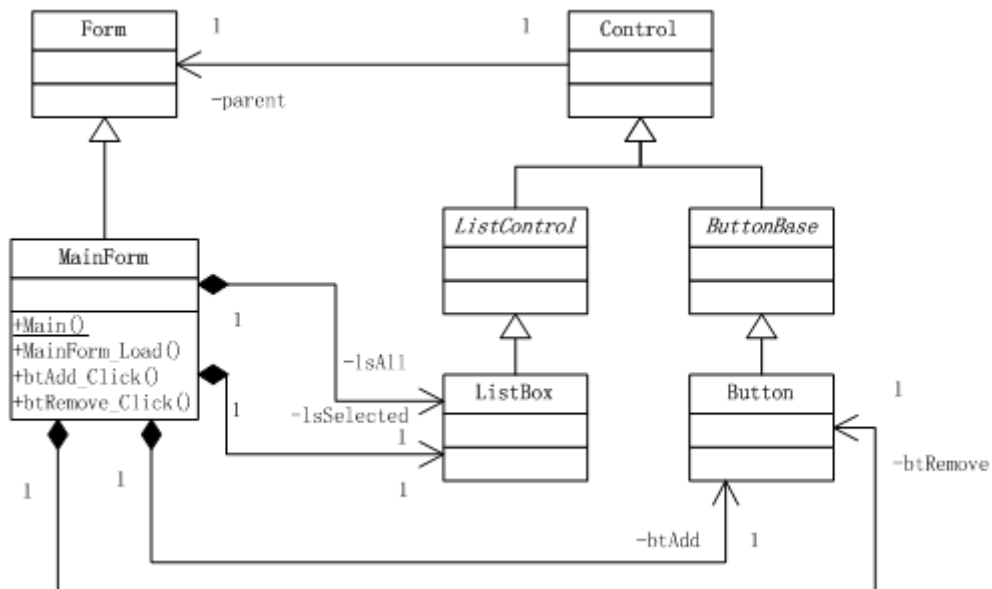 Form
1
1
Control
-parent
ListControl
ButtonBase
MainForm
+Main()
+MainForm_Load()
+btAdd_Click()
+btRemove_Click()
1
-lsAll
-lsSelected
1
1
1
ListBox
Button
1
-btRemove
1
1
-btAdd
1